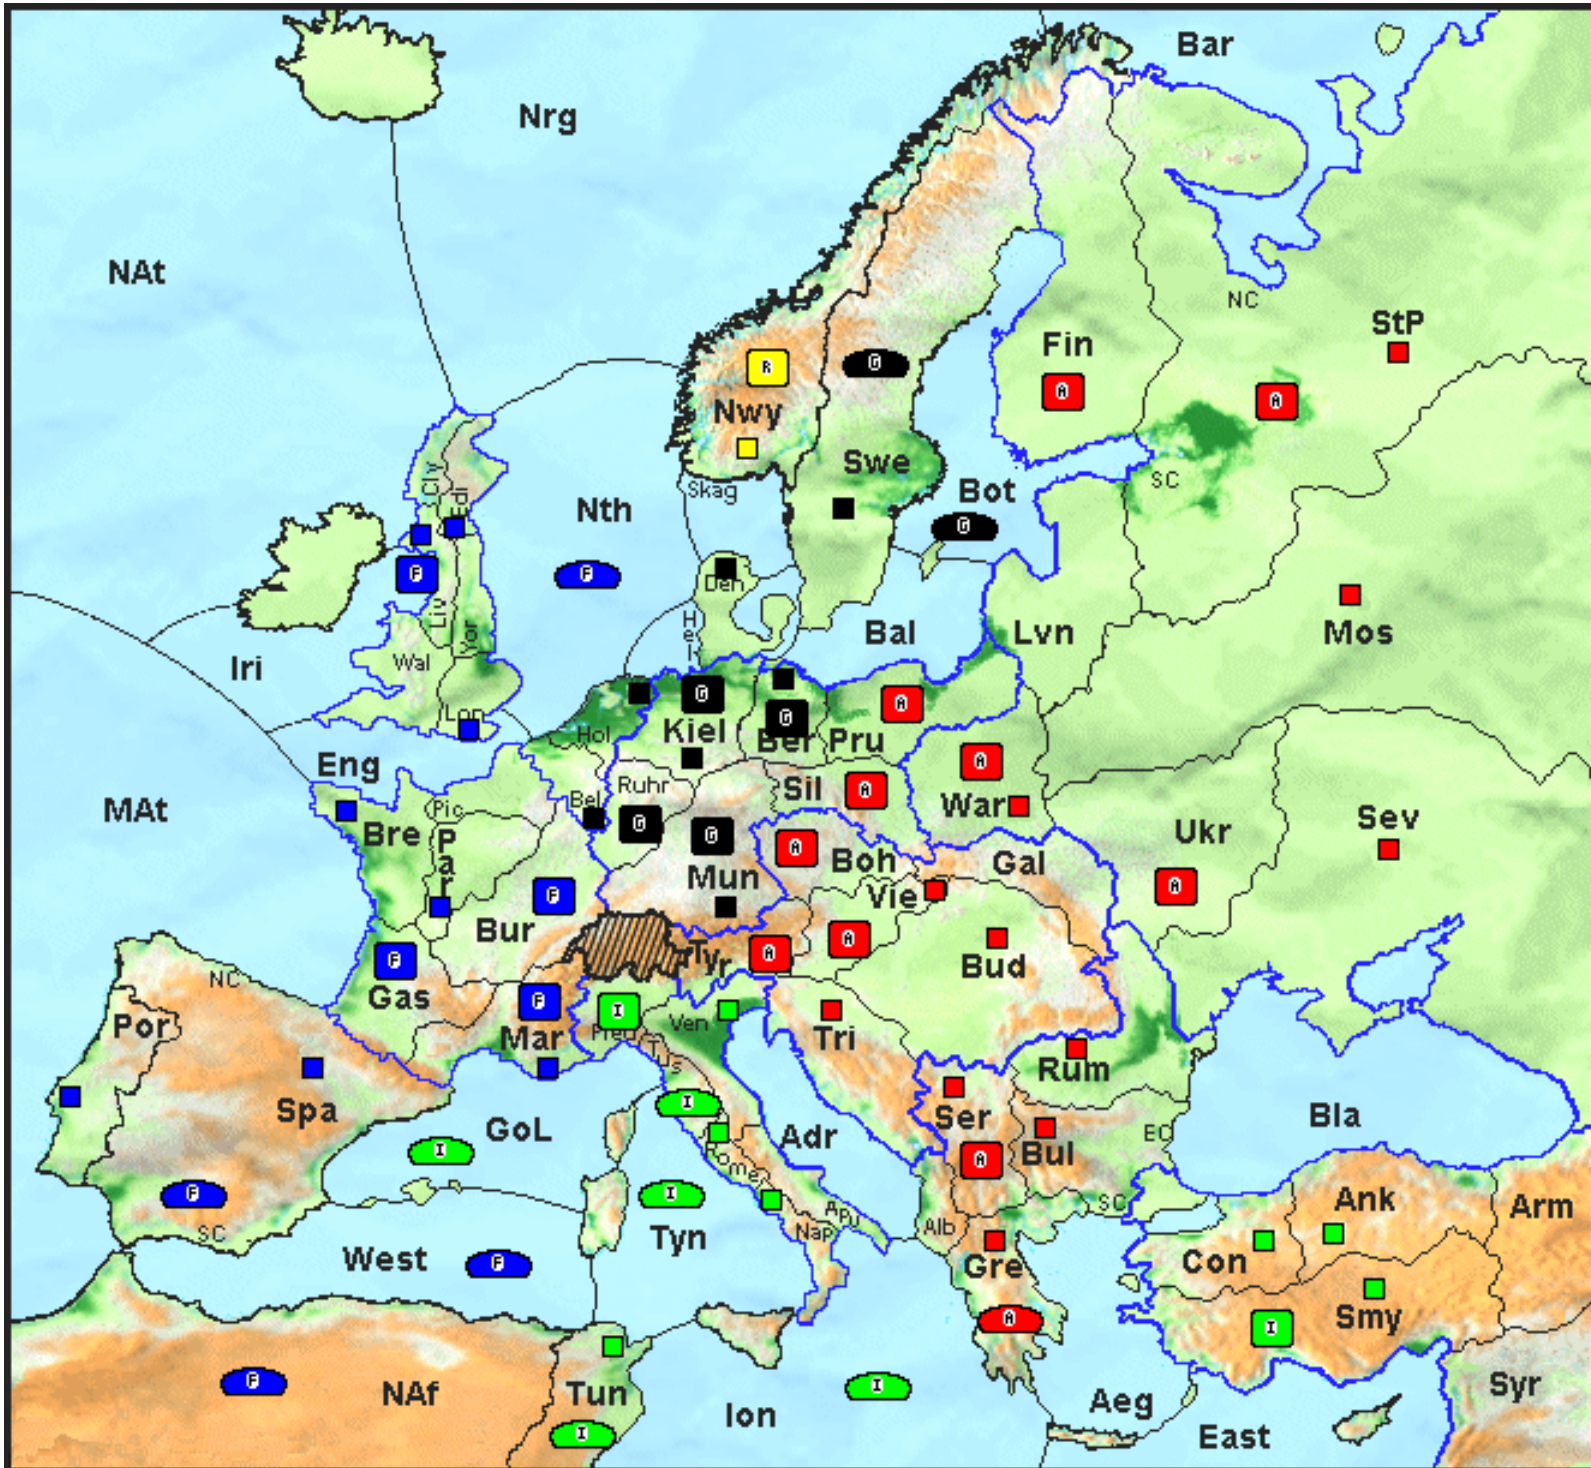 Bar
Nrg
NAt
NC
StP
Fin
R
G
A
A
Nwy
Swe
SC
Cly
Edi
Skag
Bot
Nth
G
F
F
Den
Mos
Liv
Yor
Hel
Bal
Lvn
Iri
Wal
Lon
G
G
A
Hol
Kiel
Ber
Pru
Eng
A
War
Ruhr
Sil
A
MAt
Pic
Bel
Bre
Par
G
G
A
Boh
Gal
Ukr
Sev
Mun
Vie
A
F
Bur
A
A
Tyr
Bud
F
NC
Gas
F
I
Pied
Ven
Por
Mar
Tus
Tri
Rum
Spa
GoL
I
Adr
Ser
Bul
EC
Bla
I
Rome
A
F
I
SC
Apu
SC
Ank
Arm
West
F
Tyn
Nap
Alb
Gre
Con
A
I
Smy
F
NAf
Tun
I
I
Ion
Aeg
East
Syr